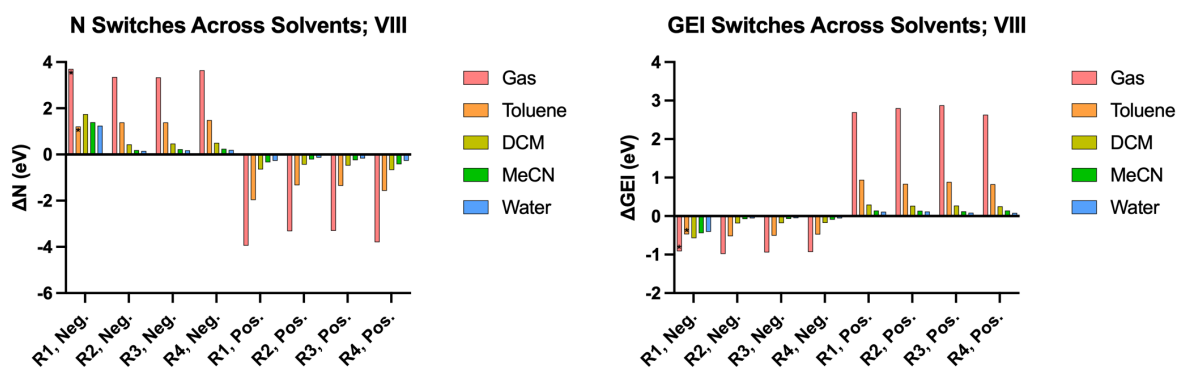 N Switches Across Solvents; VIII
4
2
0
-2
-4
-6
ΔN (eV)
R1, Neg.
R2, Neg.
R3, Neg.
R4, Neg.
R1, Pos.
R2, Pos.
R3, Pos.
R4, Pos.
Gas
Toluene
DCM
MeCN
Water
GEI Switches Across Solvents; VIII
4
3
2
1
0
-1
-2
ΔGEI (eV)
R1, Neg.
R2, Neg.
R3, Neg.
R4, Neg.
R1, Pos.
R2, Pos.
R3, Pos.
R4, Pos.
Gas
Toluene
DCM
MeCN
Water